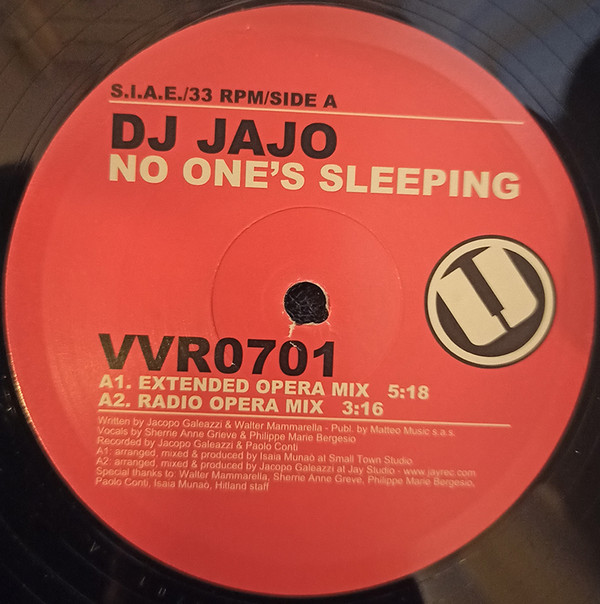 S.I.A.E./33 RPM/SIDE A
DJ JAJO
NO ONE'S SLEEPING
VVR0701
A1. EXTENDED OPERA MIX 5:18
A2. RADIO OPERA MIX 3:16
Written by Jacopo Galeazzi & Walter Mammarella - Publ. by Matteo Music s.a.s.
Vocals by Sherrie Anne Grieve & Philippe Marie Bergesio
Recorded by Jacopo Galeazzi & Paolo Conti
A1: arranged, mixed & produced by Isaia Munaò at Small Town Studio
A2: arranged, mixed & produced by Jacopo Galeazzi at Jay Studio - www.jayrec.com
Special thanks to: Walter Mammarella, Sherrie Anne Greve, Philippe Marie Bergesio,
Paolo Conti, Isaia Munaò, Hitland staff